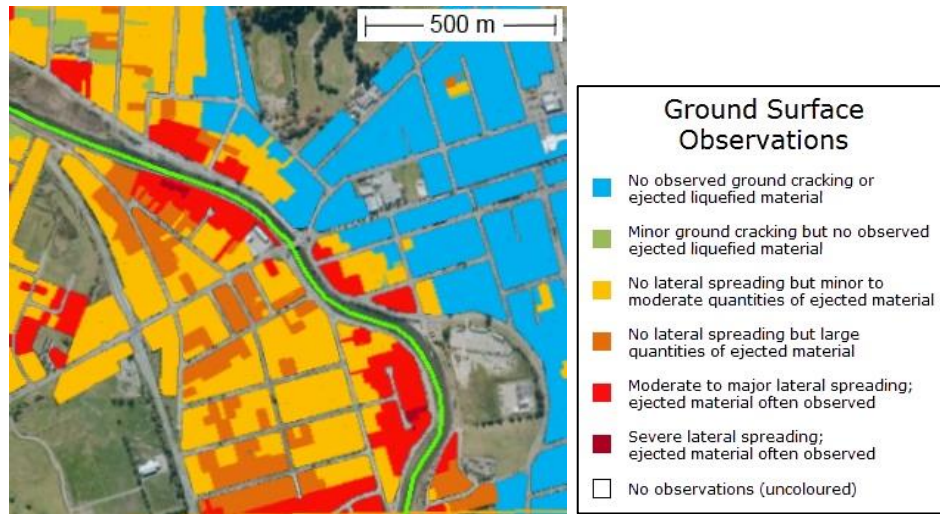 500 m
Ground Surface
Observations
No observed ground cracking or
ejected liquefied material
Minor ground cracking but no observed
ejected liquefied material
No lateral spreading but minor to
moderate quantities of ejected material
No lateral spreading but large
quantities of ejected material
Moderate to major lateral spreading;
ejected material often observed
Severe lateral spreading;
ejected material often observed
No observations (uncoloured)